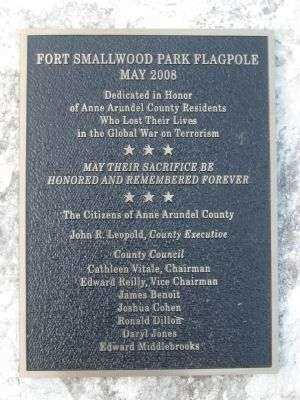 FORT SMALLWOOD PARK FLAGPOLE
MAY 2008
Dedicated in Honor
of Anne Arundel County Residents
Who Lost Their Lives
in the Global War on Terrorism
MAY THEIR SACRIFICE BE
HONORED AND REMEMBERED FOREVER
The Citizens of Anne Arundel County
John R. Leopold, County Executive
County Council
Cathleen Vitale, Chairman
Edward Reilly, Vice Chairman
James Benoit
Joshua Cohen
Ronald Dillon
Daryl Jones
Edward Middlebrooks